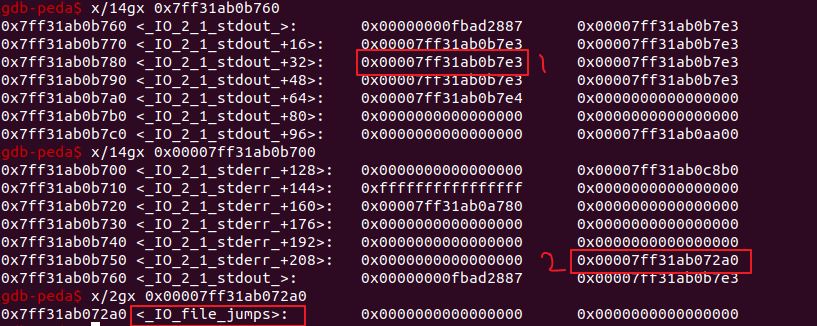 gdb-peda$ x/14gx 0x7ff31ab0b760
0x7ff31ab0b760 <_IO_2_1_stdout_>: 0x00000000fbad2887 0x00007ff31ab0b7e3
0x7ff31ab0b770 <_IO_2_1_stdout_+16>: 0x00007ff31ab0b7e3 0x00007ff31ab0b7e3
0x7ff31ab0b780 <_IO_2_1_stdout_+32>: 0x00007ff31ab0b7e3 1 0x00007ff31ab0b7e3
0x7ff31ab0b790 <_IO_2_1_stdout_+48>: 0x00007ff31ab0b7e3 0x00007ff31ab0b7e3
0x7ff31ab0b7a0 <_IO_2_1_stdout_+64>: 0x00007ff31ab0b7e4 0x0000000000000000
0x7ff31ab0b7b0 <_IO_2_1_stdout_+80>: 0x0000000000000000 0x0000000000000000
0x7ff31ab0b7c0 <_IO_2_1_stdout_+96>: 0x0000000000000000 0x00007ff31ab0aa00
gdb-peda$ x/14gx 0x00007ff31ab0b700
0x7ff31ab0b700 <_IO_2_1_stderr_+128>: 0x0000000000000000 0x00007ff31ab0c8b0
0x7ff31ab0b710 <_IO_2_1_stderr_+144>: 0xffffffffffffffff 0x0000000000000000
0x7ff31ab0b720 <_IO_2_1_stderr_+160>: 0x00007ff31ab0a780 0x0000000000000000
0x7ff31ab0b730 <_IO_2_1_stderr_+176>: 0x0000000000000000 0x0000000000000000
0x7ff31ab0b740 <_IO_2_1_stderr_+192>: 0x0000000000000000 0x0000000000000000
0x7ff31ab0b750 <_IO_2_1_stderr_+208>: 0x0000000000000000 2 0x00007ff31ab072a0
0x7ff31ab0b760 <_IO_2_1_stdout_>: 0x00000000fbad2887 0x00007ff31ab0b7e3
gdb-peda$ x/2gx 0x00007ff31ab072a0
0x7ff31ab072a0 <_IO_file_jumps>: 0x0000000000000000 0x0000000000000000